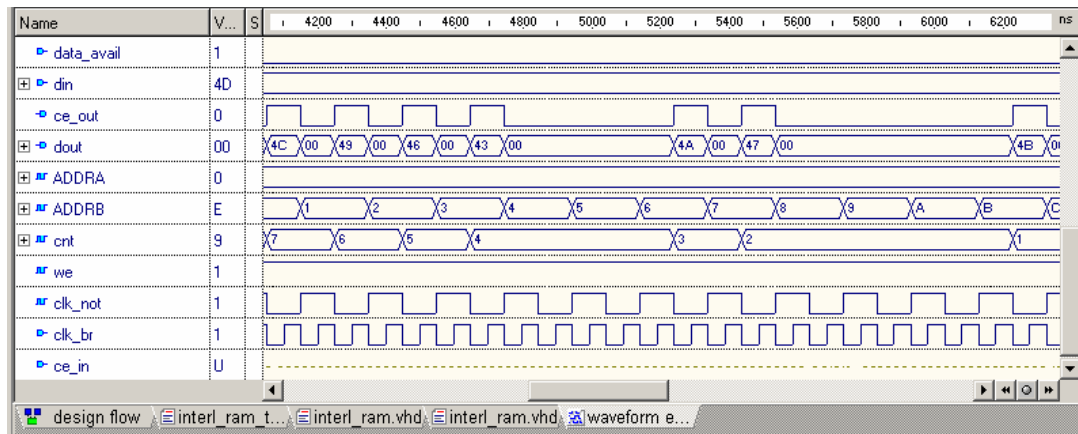 Name V... S 4200 4400 4600 4800 5000 5200 5400 5600 5800 6000 6200 ns
data_avail 1
din 4D
ce_out 0
dout 00 4C 00 49 00 46 00 43 00 4A 00 47 00 4B
ADDRA 0
ADDRB E 1 2 3 4 5 6 7 8 9 A B C
cnt 9 7 6 5 4 3 2 1
we 1
clk_not 1
clk_br 1
ce_in U
design flow interl_ram_t... interl_ram.vhd interl_ram.vhd waveform e...